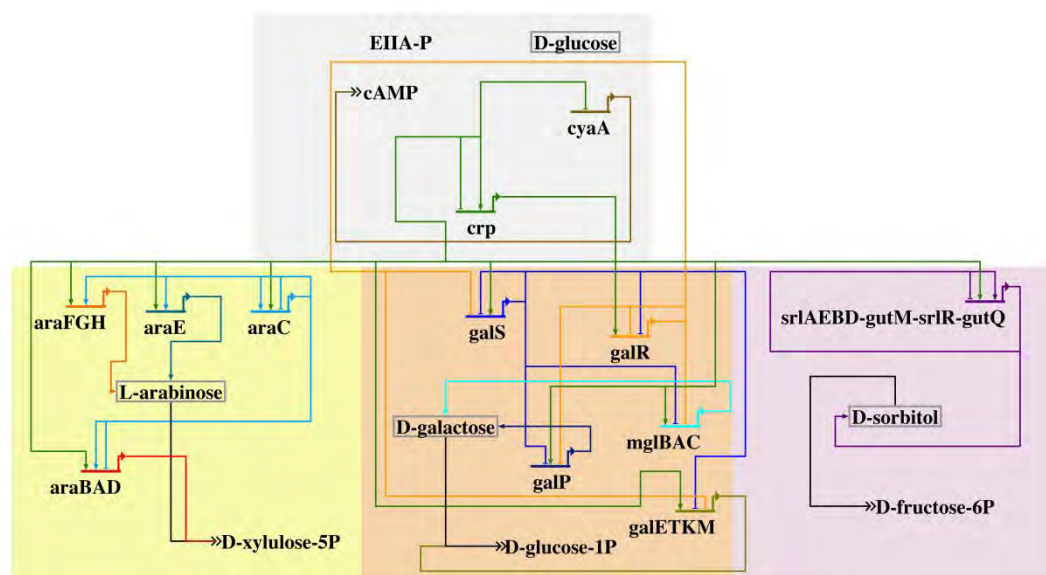 EIIA-P
D-glucose
cAMP
cyaA
crp
araFGH
araE
araC
galS
galR
srlAEBD-gutM-srlR-gutQ
L-arabinose
D-galactose
mglBAC
D-sorbitol
araBAD
galP
galETKM
D-fructose-6P
D-xylulose-5P
D-glucose-1P